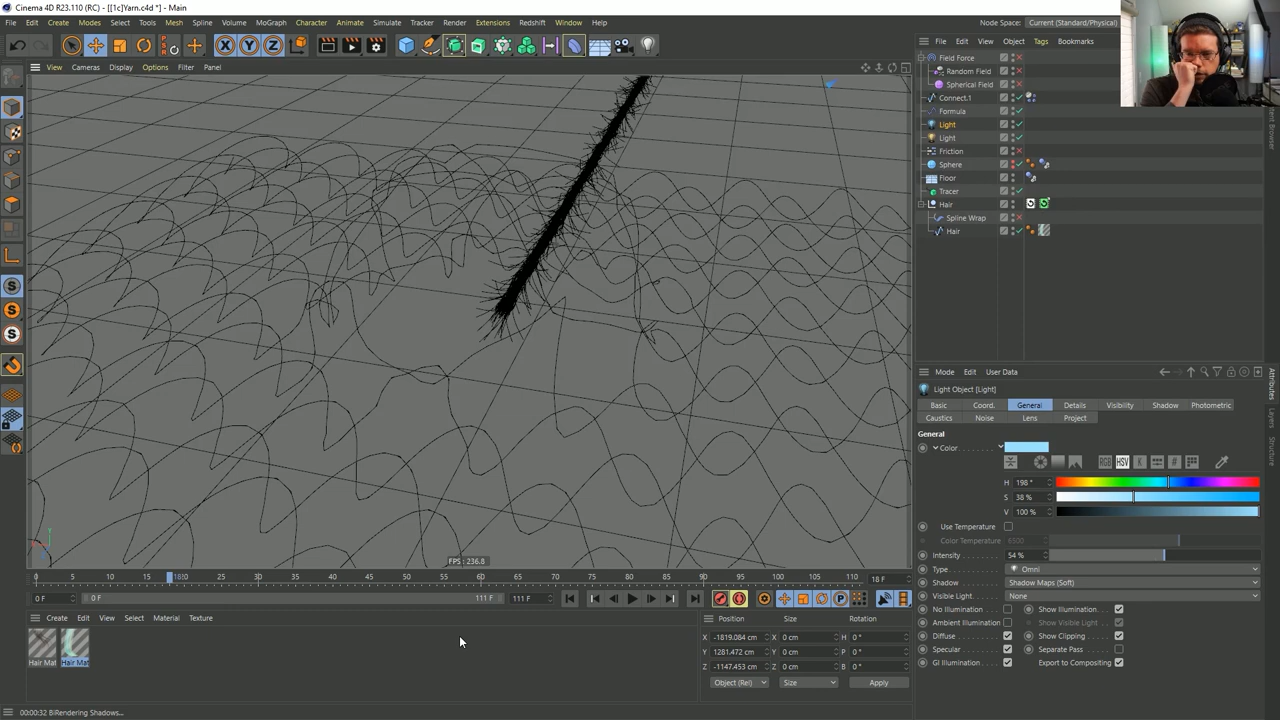 Cinema 4D R23.110 (RC) - [[1c]Yarn.c4d *] - Main
File Edit Create Modes Select Tools Mesh Spline Volume MoGraph Character Animate Simulate Tracker Render Extensions Redshift Window Help
Node Space: Current (Standard/Physical)
File Edit View Object Tags Bookmarks
View Cameras Display Options Filter Panel
Field Force
Random Field
Spherical Field
Connect.1
Formula
Light
Light
Friction
Sphere
Floor
Tracer
Hair
Spline Wrap
Hair
Attributes
Layers
Structure
Mode Edit User Data
Light Object [Light]
Basic Coord. General Details Visibility Shadow Photometric
Caustics Noise Lens Project
General
Color
RGB HSV K
H 198 °
S 38 %
V 100 %
Use Temperature
Color Temperature 6500
Intensity 54 %
Type Omni
Shadow Shadow Maps (Soft)
Visible Light None
No Illumination Show Illumination
Ambient Illumination Show Visible Light
Diffuse Show Clipping
Specular Separate Pass
GI Illumination Export to Compositing
FPS : 236.8
0 5 10 15 18 20 25 30 35 40 45 50 55 60 65 70 75 80 85 90 95 100 105 110 18 F
0 F 0 F 111 F 111 F
Create Edit View Select Material Texture
Hair Mat Hair Mat
Position Size Rotation
X -1819.084 cm X 0 cm H 0 °
Y 1281.472 cm Y 0 cm P 0 °
Z -1147.453 cm Z 0 cm B 0 °
Object (Rel) Size Apply
00:00:32 BiRendering Shadows...